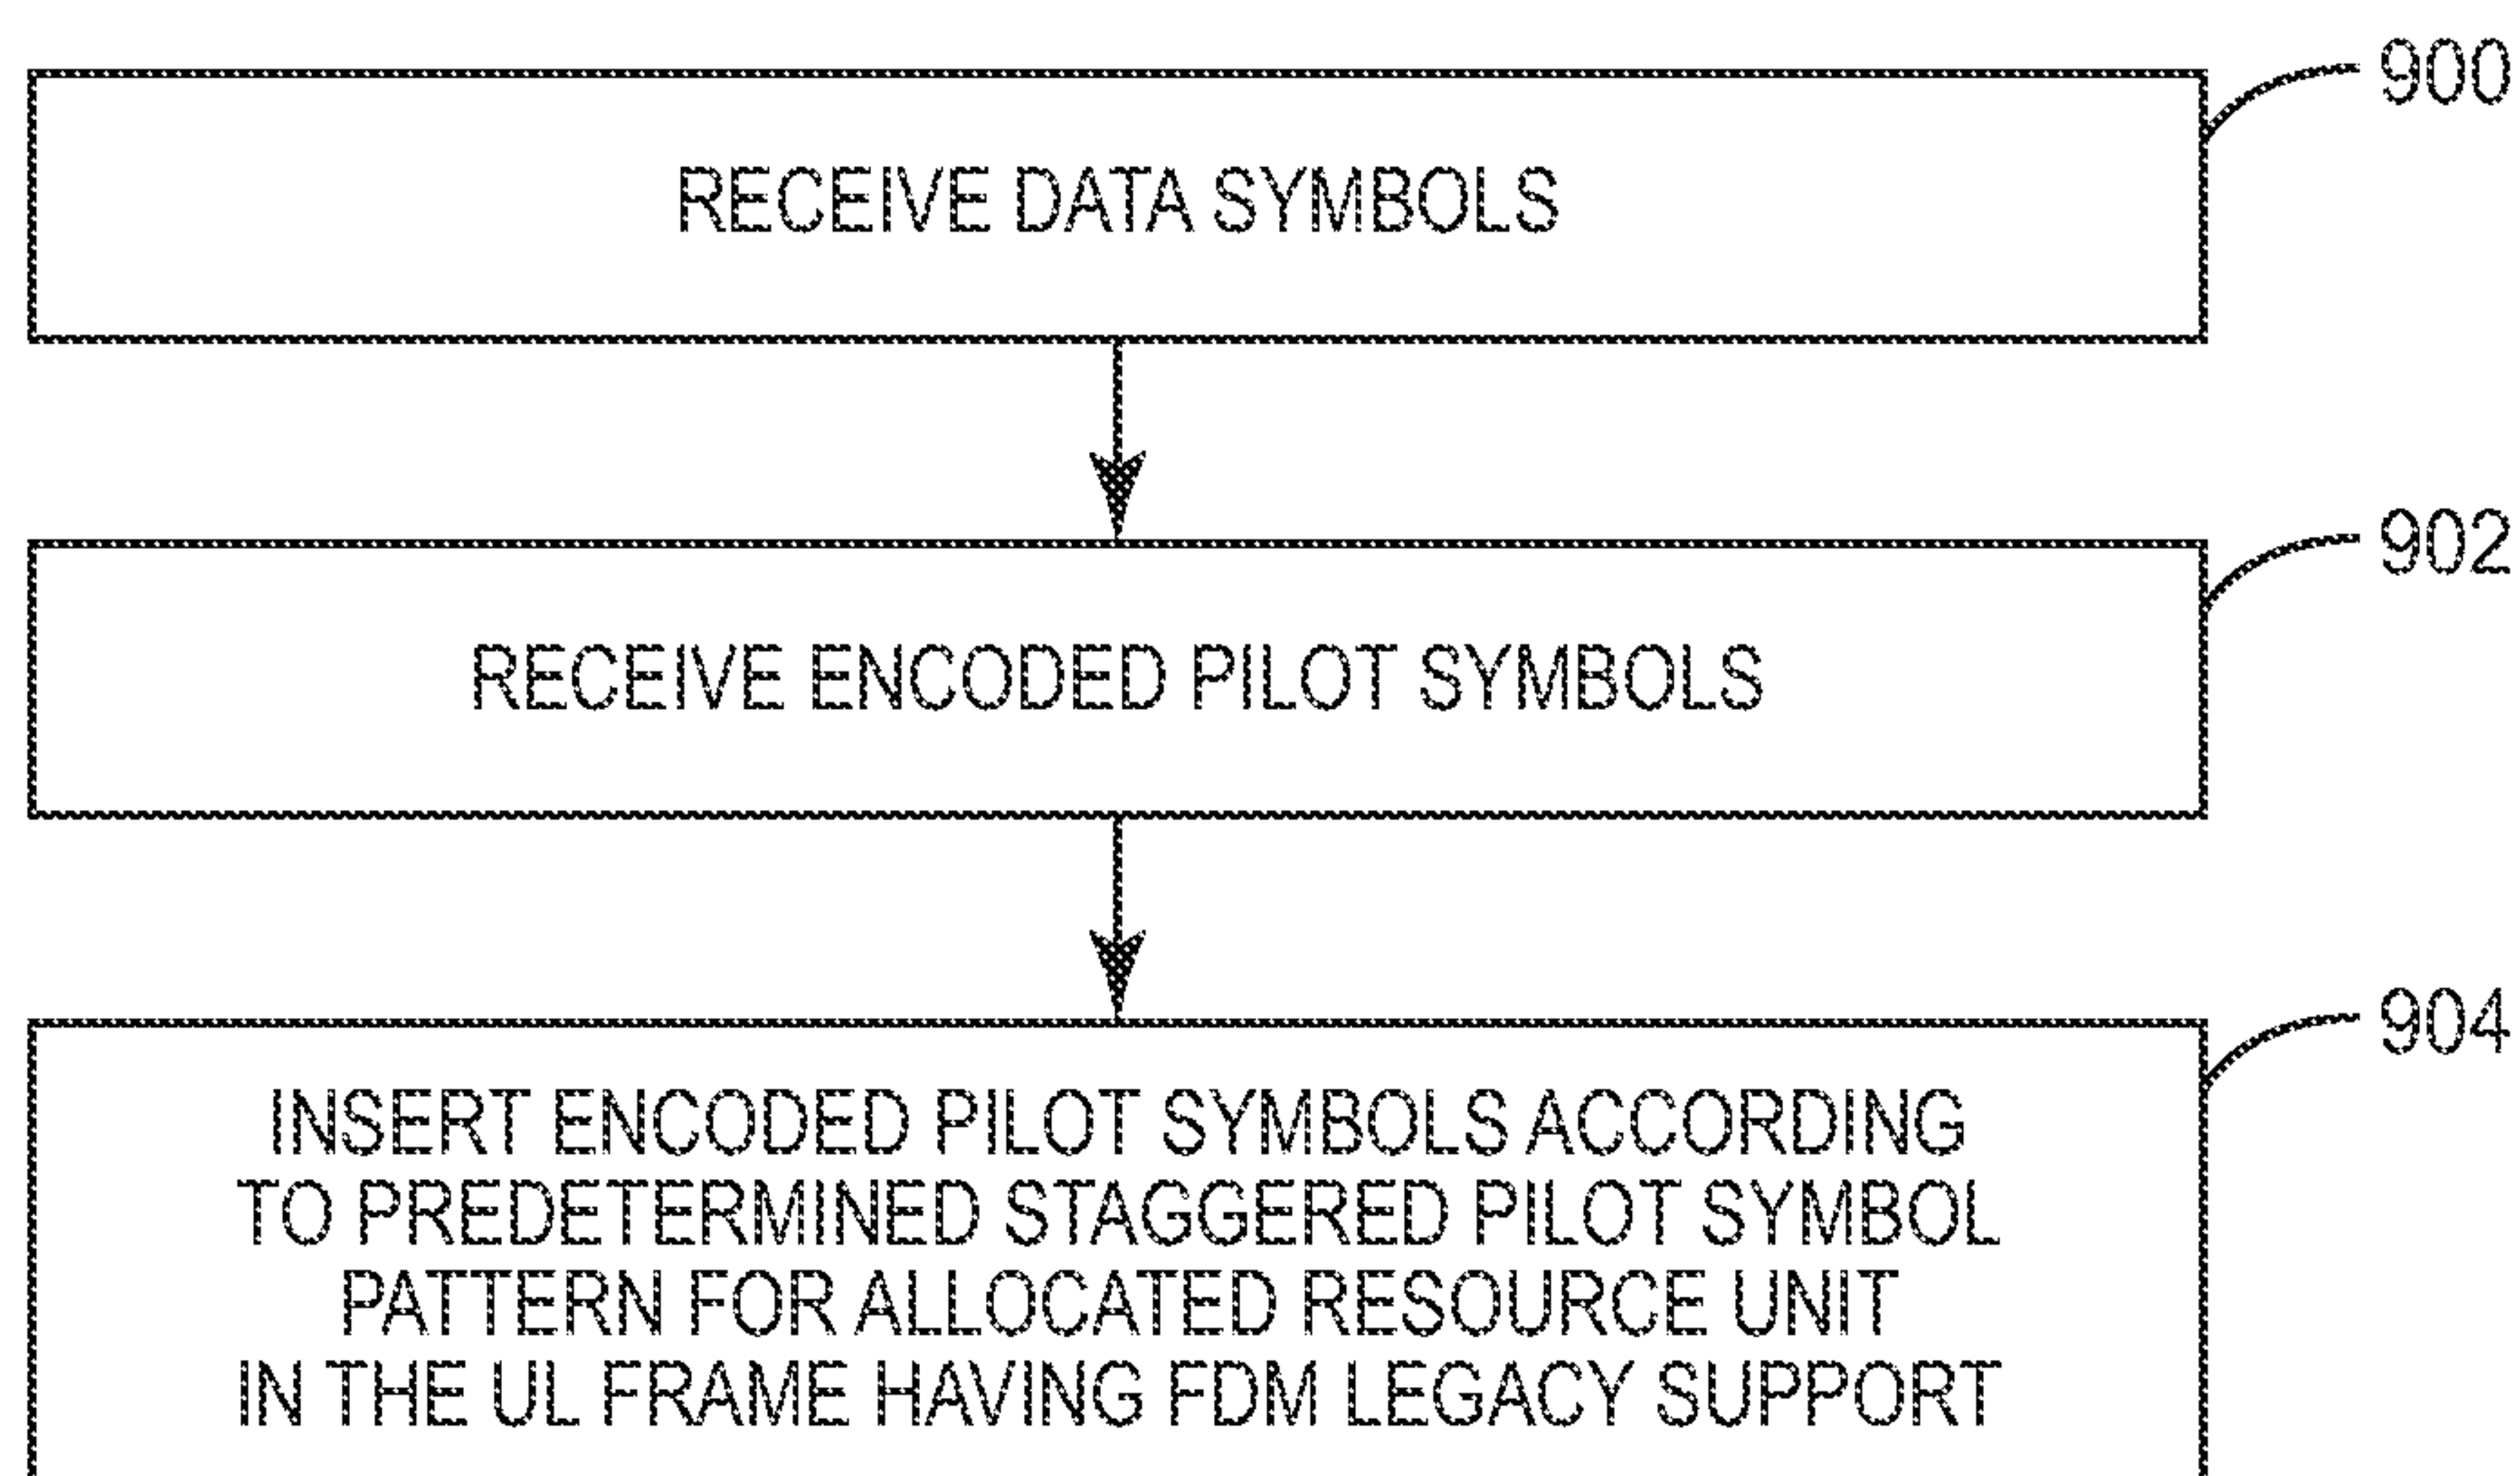 900
RECEIVE DATA SYMBOLS
902
RECEIVE ENCODED PILOT SYMBOLS
904
INSERT ENCODED PILOT SYMBOLS ACCORDING
TO PREDETERMINED STAGGERED PILOT SYMBOL
PATTERN FOR ALLOCATED RESOURCE UNIT
IN THE UL FRAME HAVING FDM LEGACY SUPPORT